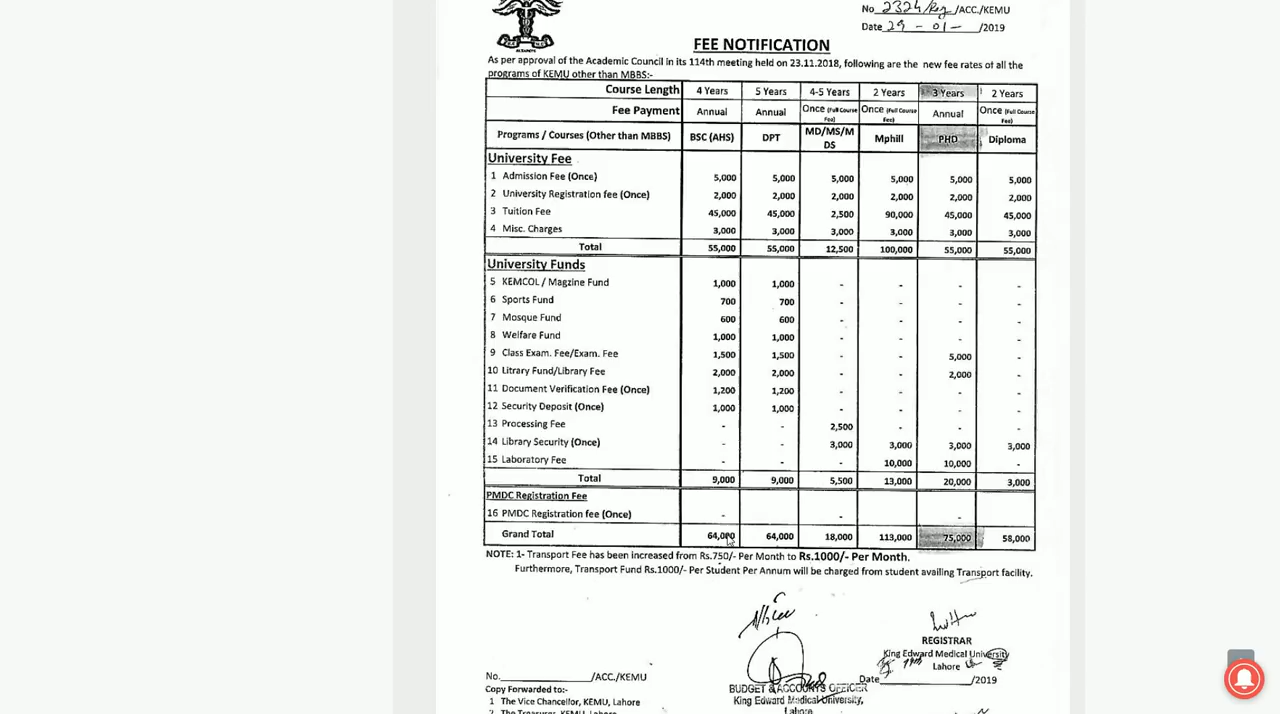 No 2324/Reg /ACC./KEMU
Date 29 - 01 - /2019
FEE NOTIFICATION
As per approval of the Academic Council in its 114th meeting held on 23.11.2018, following are the new fee rates of all the
programs of KEMU other than MBBS:-
Course Length 4 Years 5 Years 4-5 Years 2 Years 3 Years 2 Years
Fee Payment Annual Annual Once (Full Course Fee) Once (Full Course Fee) Annual Once (Full Course Fee)
Programs / Courses (Other than MBBS) BSC (AHS) DPT MD/MS/MDS Mphill PHD Diploma
University Fee
1 Admission Fee (Once) 5,000 5,000 5,000 5,000 5,000 5,000
2 University Registration fee (Once) 2,000 2,000 2,000 2,000 2,000 2,000
3 Tuition Fee 45,000 45,000 2,500 90,000 45,000 45,000
4 Misc. Charges 3,000 3,000 3,000 3,000 3,000 3,000
Total 55,000 55,000 12,500 100,000 55,000 55,000
University Funds
5 KEMCOL / Magzine Fund 1,000 1,000 - - - -
6 Sports Fund 700 700 - - - -
7 Mosque Fund 600 600 - - - -
8 Welfare Fund 1,000 1,000 - - - -
9 Class Exam. Fee/Exam. Fee 1,500 1,500 - - 5,000 -
10 Litrary Fund/Library Fee 2,000 2,000 - - 2,000 -
11 Document Verification Fee (Once) 1,200 1,200 - - - -
12 Security Deposit (Once) 1,000 1,000 - - - -
13 Processing Fee - - 2,500 - - -
14 Library Security (Once) - - 3,000 3,000 3,000 3,000
15 Laboratory Fee - - - 10,000 10,000 -
Total 9,000 9,000 5,500 13,000 20,000 3,000
PMDC Registration Fee
16 PMDC Registration fee (Once) - - -
Grand Total 64,000 64,000 18,000 113,000 75,000 58,000
NOTE: 1- Transport Fee has been increased from Rs.750/- Per Month to Rs.1000/- Per Month.
Furthermore, Transport Fund Rs.1000/- Per Student Per Annum will be charged from student availing Transport facility.
REGISTRAR
King Edward Medical University
Lahore
No. /ACC./KEMU
Date /2019
Copy Forwarded to:-
BUDGET & ACCOUNTS OFFICER
King Edward Medical University,
Lahore
1 The Vice Chancellor, KEMU, Lahore
2 The Treasurer, KEMU, Lahore